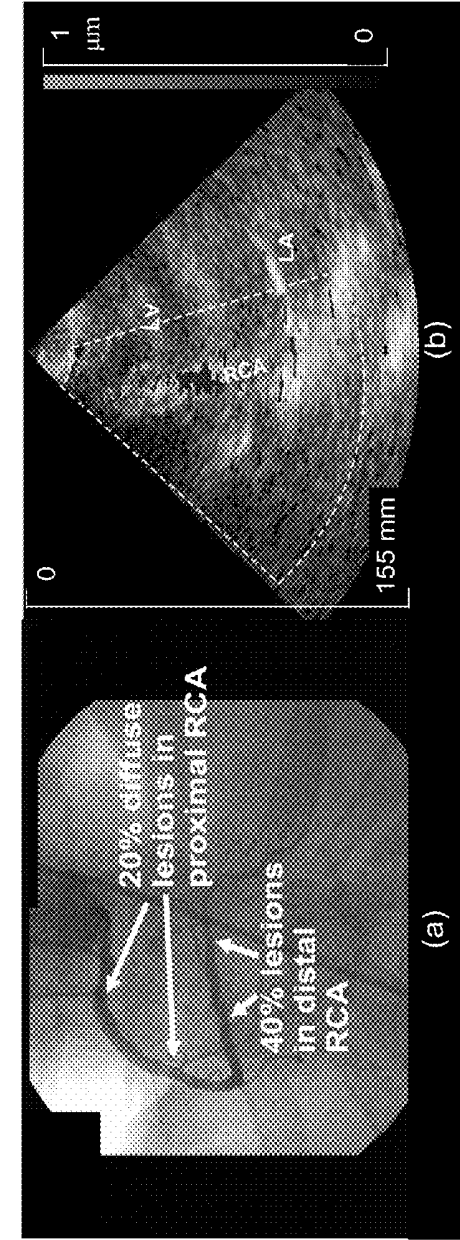 20% diffuse
lesions in
proximal RCA
40% lesions
in distal
RCA
(a)
0
155 mm
LV
RCA
LA
1
μm
0
(b)